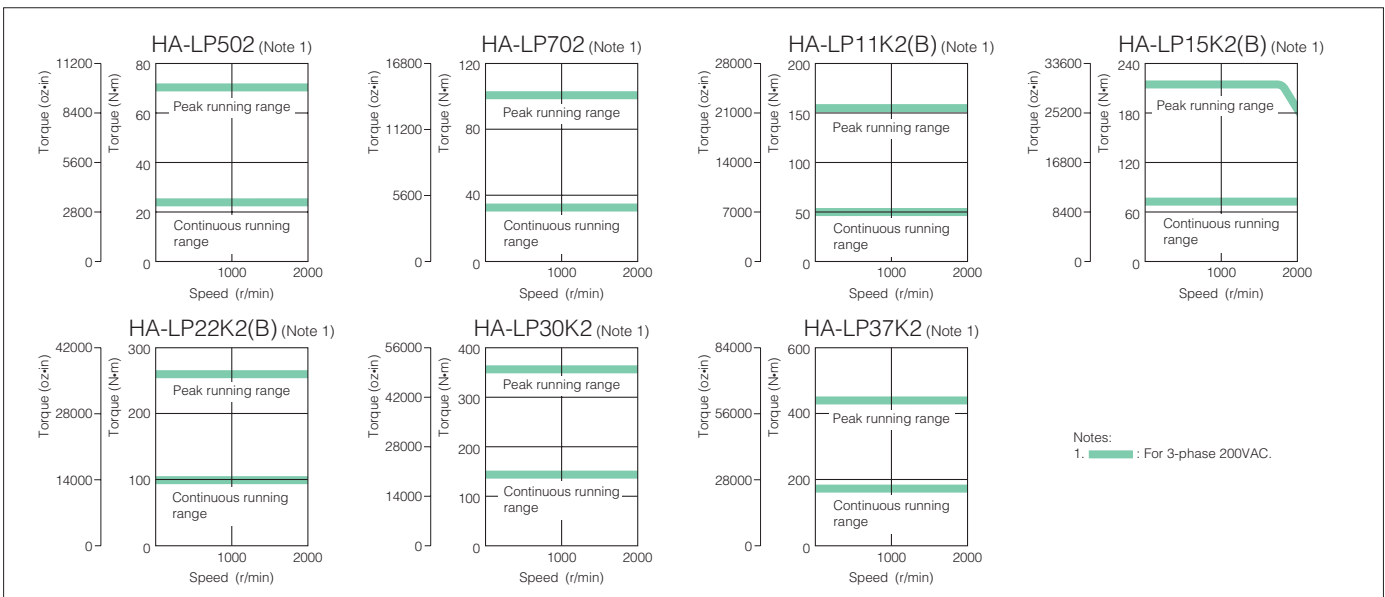 HA-LP502 (Note 1)
Torque (oz•in)
Torque (N•m)
11200
8400
5600
2800
0
80
60
40
20
0
Peak running range
Continuous running
range
1000
2000
Speed (r/min)
HA-LP702 (Note 1)
Torque (oz•in)
Torque (N•m)
16800
11200
5600
0
120
80
40
0
Peak running range
Continuous running
range
1000
2000
Speed (r/min)
HA-LP11K2(B) (Note 1)
Torque (oz•in)
Torque (N•m)
28000
21000
14000
7000
0
200
150
100
50
0
Peak running range
Continuous running
range
1000
2000
Speed (r/min)
HA-LP15K2(B) (Note 1)
Torque (oz•in)
Torque (N•m)
33600
25200
16800
8400
0
240
180
120
60
0
Peak running range
Continuous running
range
1000
2000
Speed (r/min)
HA-LP22K2(B) (Note 1)
Torque (oz•in)
Torque (N•m)
42000
28000
14000
0
300
200
100
0
Peak running range
Continuous running
range
1000
2000
Speed (r/min)
HA-LP30K2 (Note 1)
Torque (oz•in)
Torque (N•m)
56000
42000
28000
14000
0
400
300
200
100
0
Peak running range
Continuous running
range
1000
2000
Speed (r/min)
HA-LP37K2 (Note 1)
Torque (oz•in)
Torque (N•m)
84000
56000
28000
0
600
400
200
0
Peak running range
Continuous running
range
1000
2000
Speed (r/min)
Notes:
1. : For 3-phase 200VAC.